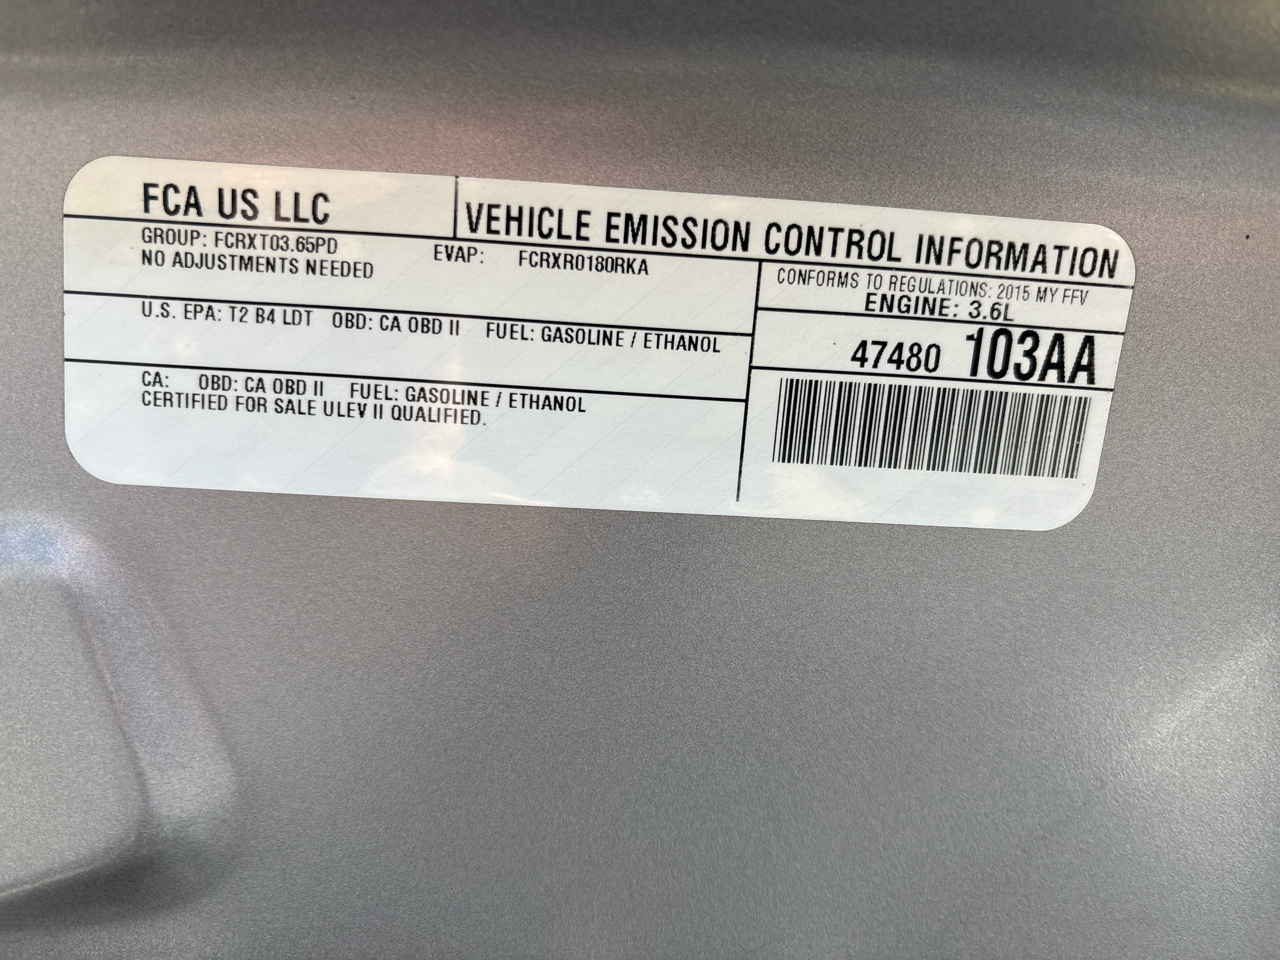 FCA US LLC
VEHICLE EMISSION CONTROL INFORMATION
GROUP: FCRXT03.65PD EVAP: FCRXR0180RKA
NO ADJUSTMENTS NEEDED
CONFORMS TO REGULATIONS: 2015 MY FFV
ENGINE: 3.6L
U.S. EPA: T2 B4 LDT OBD: CA OBD II FUEL: GASOLINE / ETHANOL
47480 103AA
CA: OBD: CA OBD II FUEL: GASOLINE / ETHANOL
CERTIFIED FOR SALE ULEV II QUALIFIED.